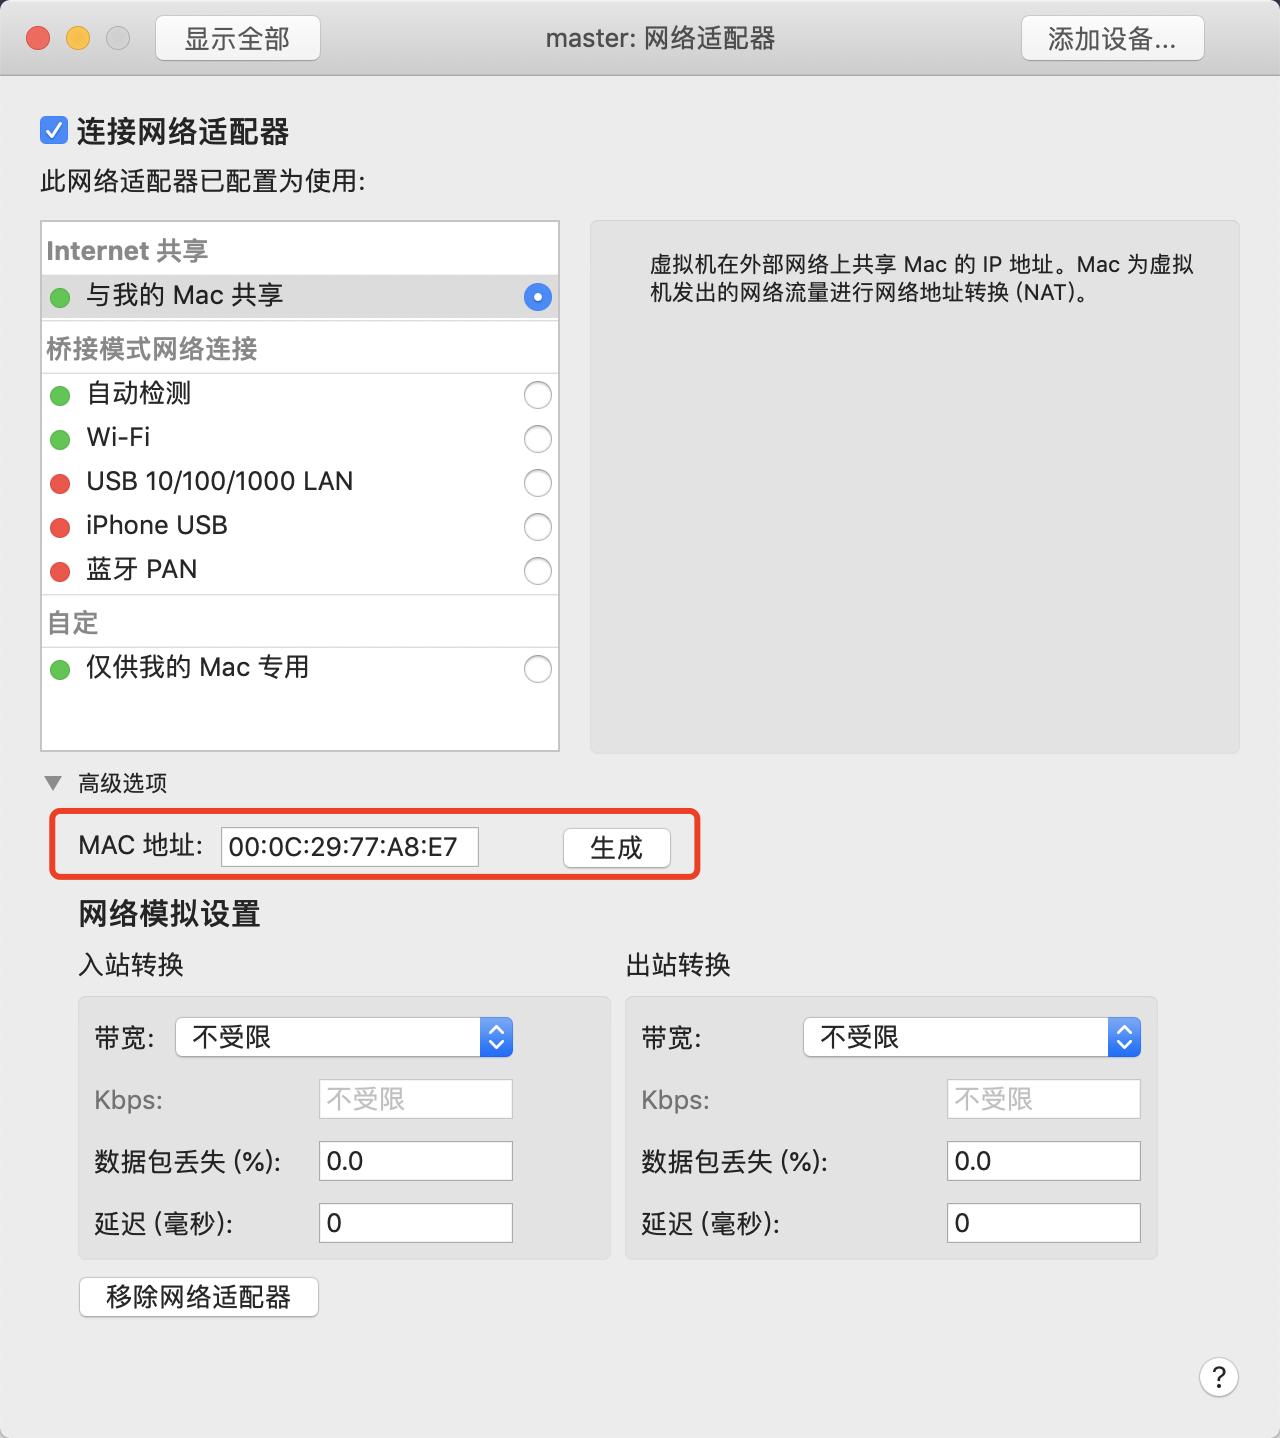 显示全部
master: 网络适配器
添加设备...
连接网络适配器
此网络适配器已配置为使用:
Internet 共享
与我的 Mac 共享
桥接模式网络连接
自动检测
Wi-Fi
USB 10/100/1000 LAN
iPhone USB
蓝牙 PAN
自定
仅供我的 Mac 专用
虚拟机在外部网络上共享 Mac 的 IP 地址。Mac 为虚拟
机发出的网络流量进行网络地址转换 (NAT)。
高级选项
MAC 地址: 00:0C:29:77:A8:E7 生成
网络模拟设置
入站转换
带宽: 不受限
Kbps: 不受限
数据包丢失 (%): 0.0
延迟 (毫秒): 0
出站转换
带宽: 不受限
Kbps: 不受限
数据包丢失 (%): 0.0
延迟 (毫秒): 0
移除网络适配器
?